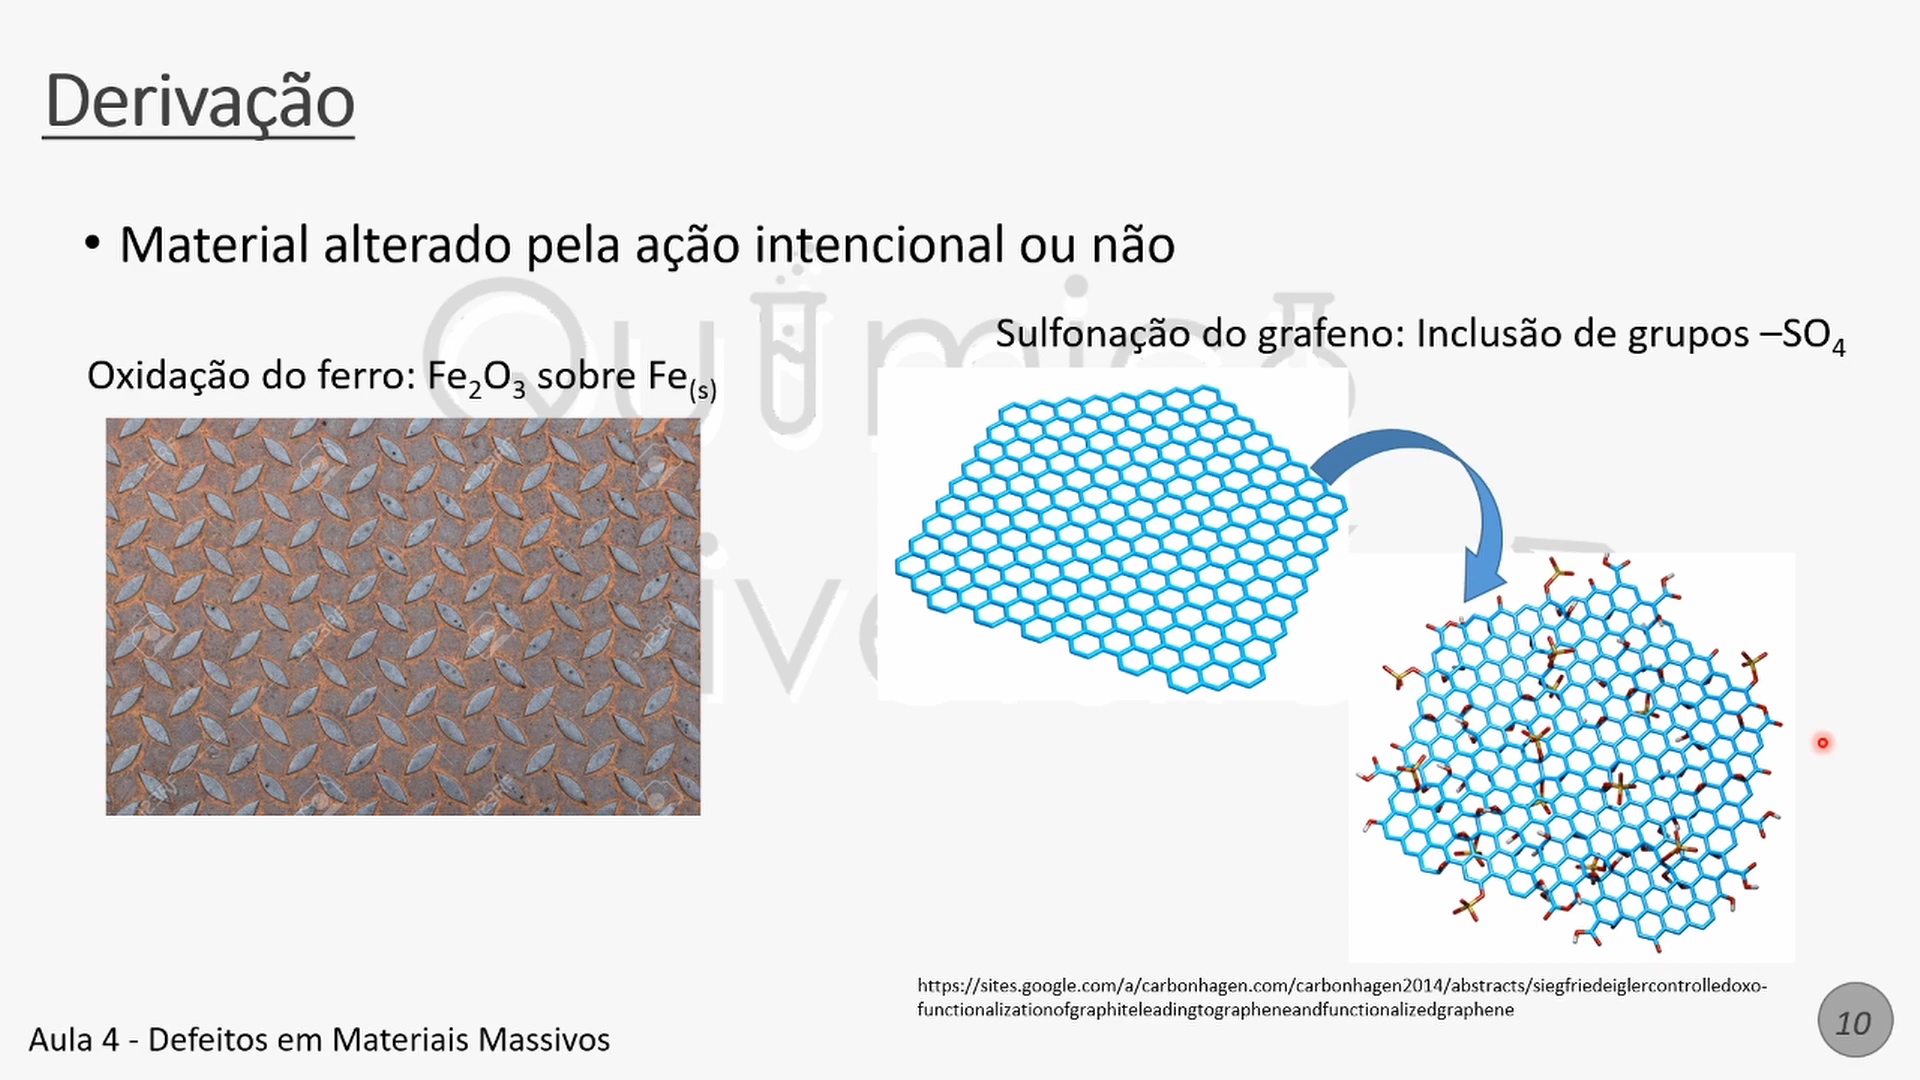 Derivação
• Material alterado pela ação intencional ou não
Sulfonação do grafeno: Inclusão de grupos –SO4
Oxidação do ferro: Fe2O3 sobre Fe(s)
https://sites.google.com/a/carbonhagen.com/carbonhagen2014/abstracts/siegfriedeiglercontrolledoxo-
functionalizationofgraphiteleadingtographeneandfunctionalizedgraphene
Aula 4 - Defeitos em Materiais Massivos
10